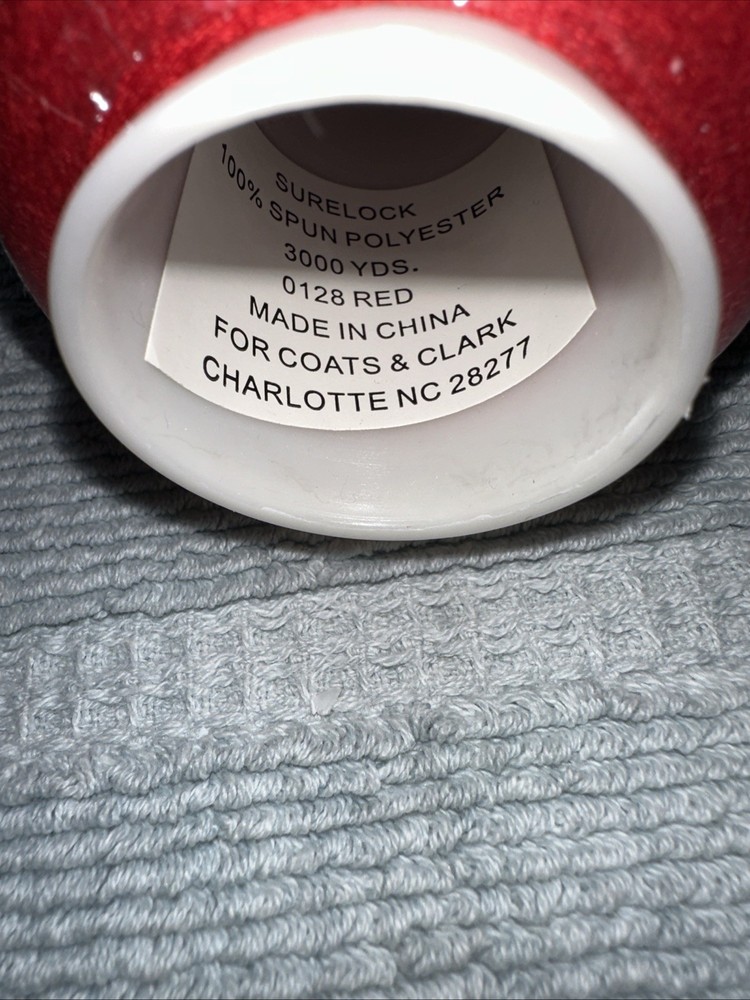 SURELOCK
100% SPUN POLYESTER
3000 YDS.
0128 RED
MADE IN CHINA
FOR COATS & CLARK
CHARLOTTE NC 28277